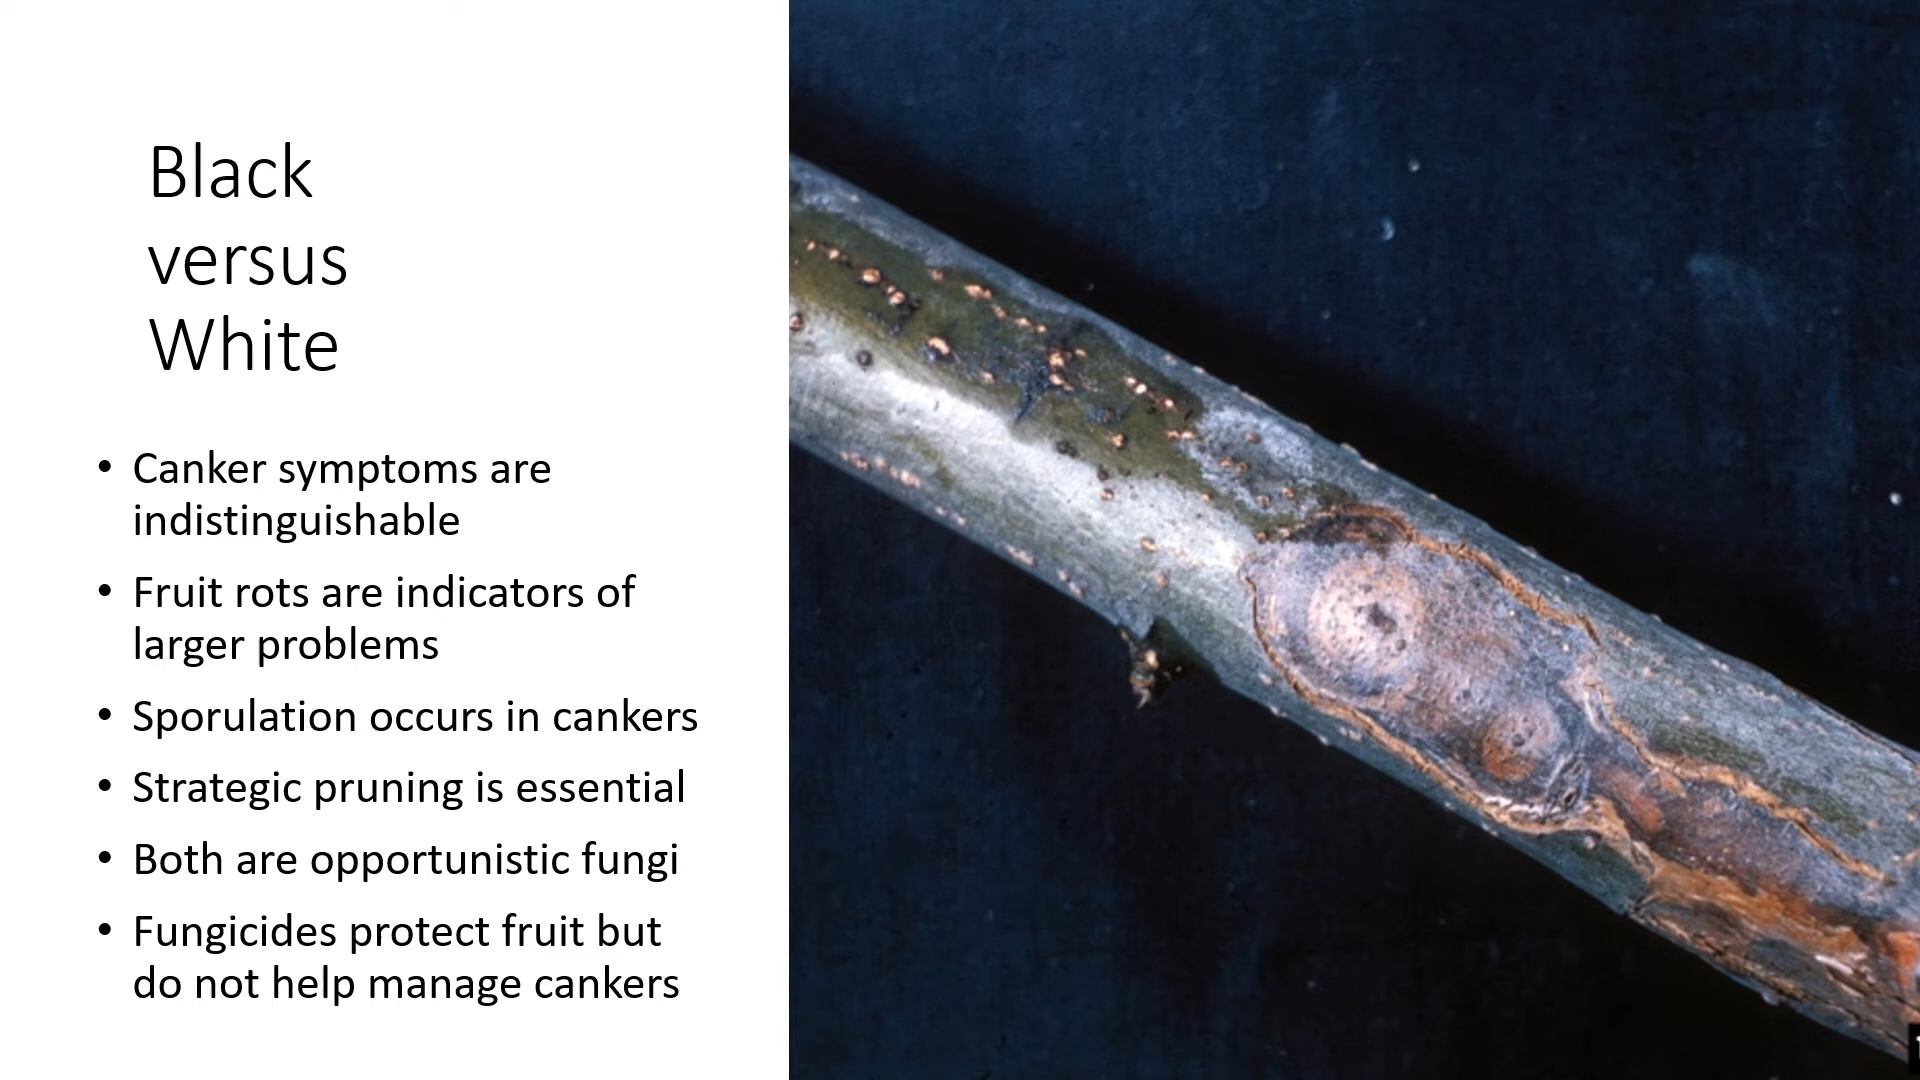 Black
versus
White
• Canker symptoms are
indistinguishable
• Fruit rots are indicators of
larger problems
• Sporulation occurs in cankers
• Strategic pruning is essential
• Both are opportunistic fungi
• Fungicides protect fruit but
do not help manage cankers